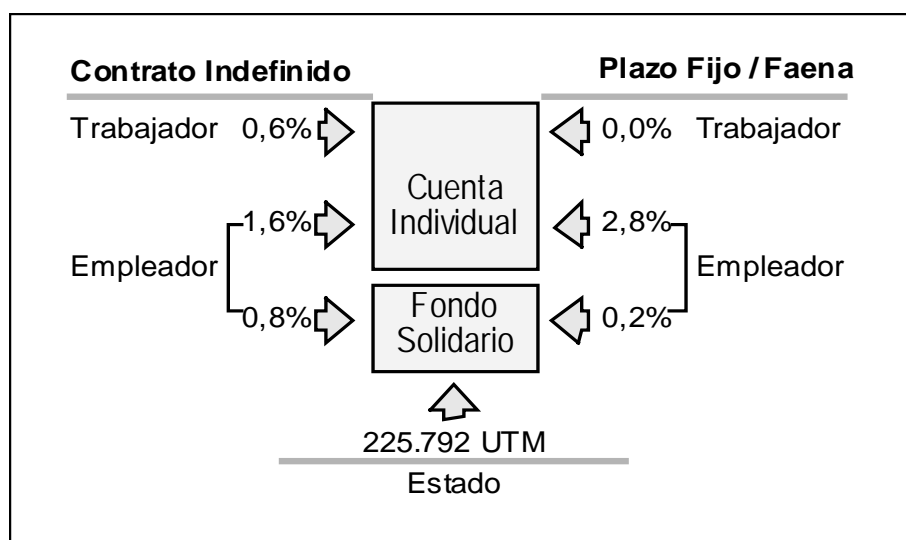 Contrato Indefinido
Plazo Fijo / Faena
Trabajador 0,6%
0,0% Trabajador
Cuenta
Individual
1,6%
2,8%
Empleador
Empleador
0,8%
Fondo
Solidario
0,2%
225.792 UTM
Estado